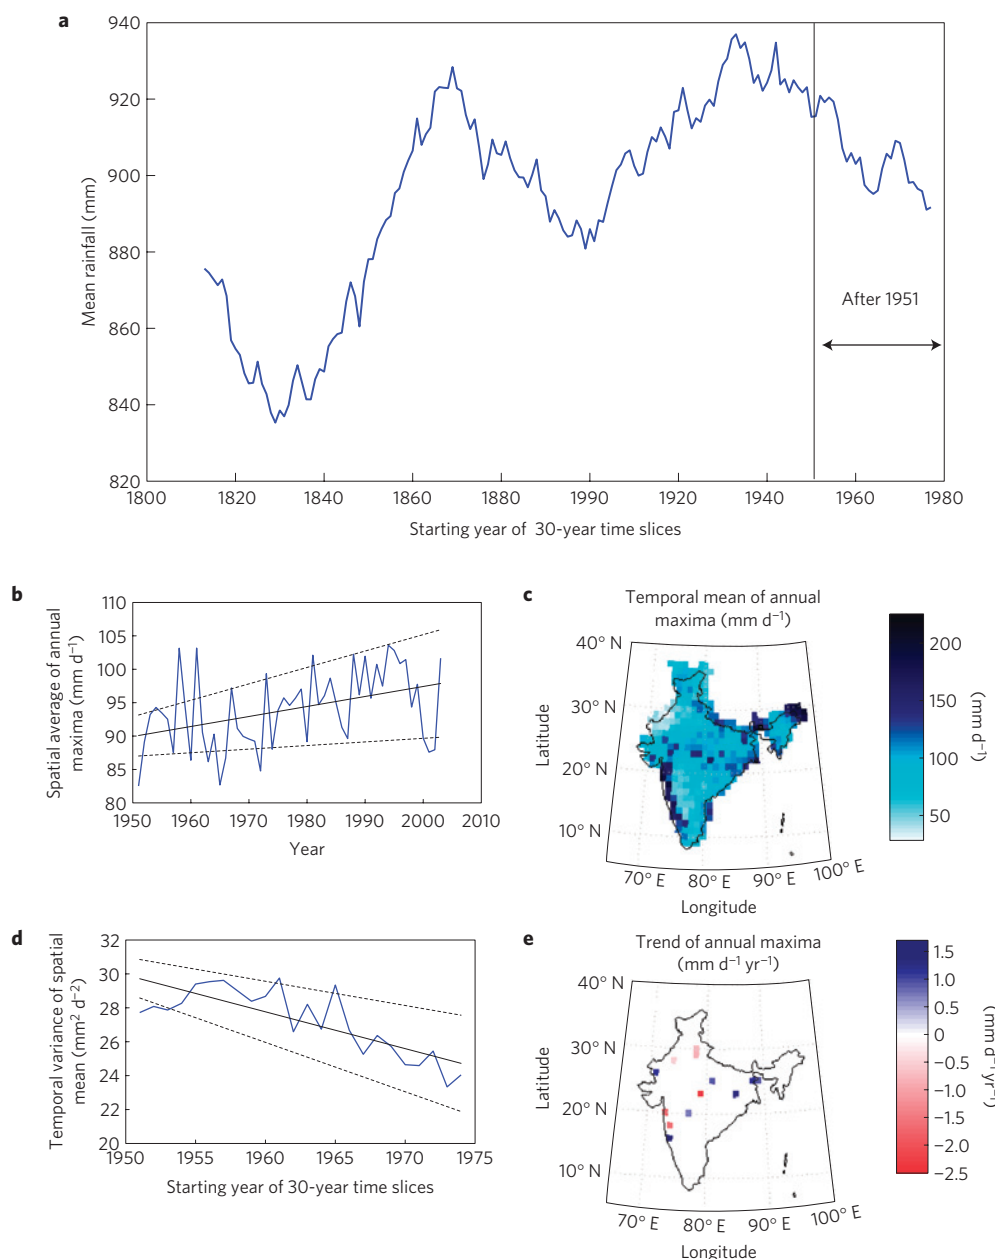 a
940
920
900
880
860
840
820
Mean rainfall (mm)
After 1951
1800 1820 1840 1860 1880 1990 1920 1940 1960 1980
Starting year of 30-year time slices
b
Spatial average of annual
maxima (mm d−1)
110
105
100
95
90
85
80
1950 1960 1970 1980 1990 2000 2010
Year
c
Temporal mean of annual
maxima (mm d−1)
40° N
30° N
20° N
10° N
Latitude
70° E 80° E 90° E 100° E
Longitude
200
150
100
50
(mm d−1)
d
Temporal variance of spatial
mean (mm2 d−2)
32
30
28
26
24
22
20
1950 1955 1960 1965 1970 1975
Starting year of 30-year time slices
e
Trend of annual maxima
(mm d−1 yr−1)
40° N
30° N
20° N
10° N
Latitude
70° E 80° E 90° E 100° E
Longitude
1.5
1.0
0.5
0
−0.5
−1.0
−1.5
−2.0
−2.5
(mm d−1yr−1)